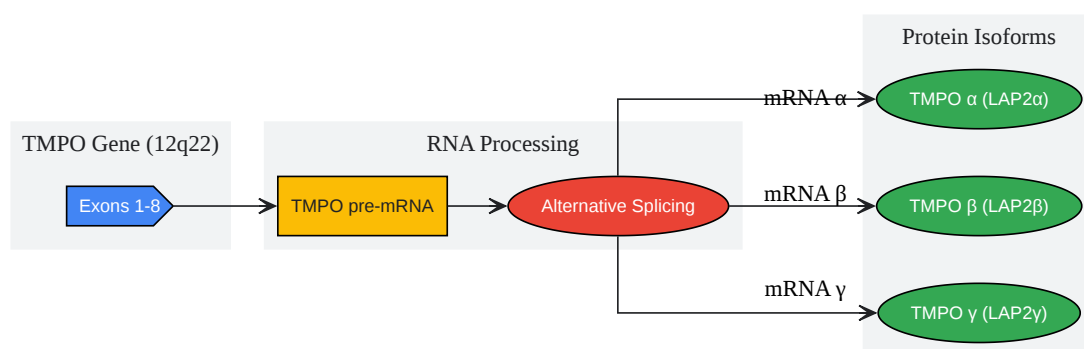 Protein Isoforms
mRNA α
TMPO α (LAP2α)
TMPO Gene (12q22)
RNA Processing
Exons 1-8
TMPO pre-mRNA
Alternative Splicing
mRNA β
TMPO β (LAP2β)
mRNA γ
TMPO γ (LAP2γ)